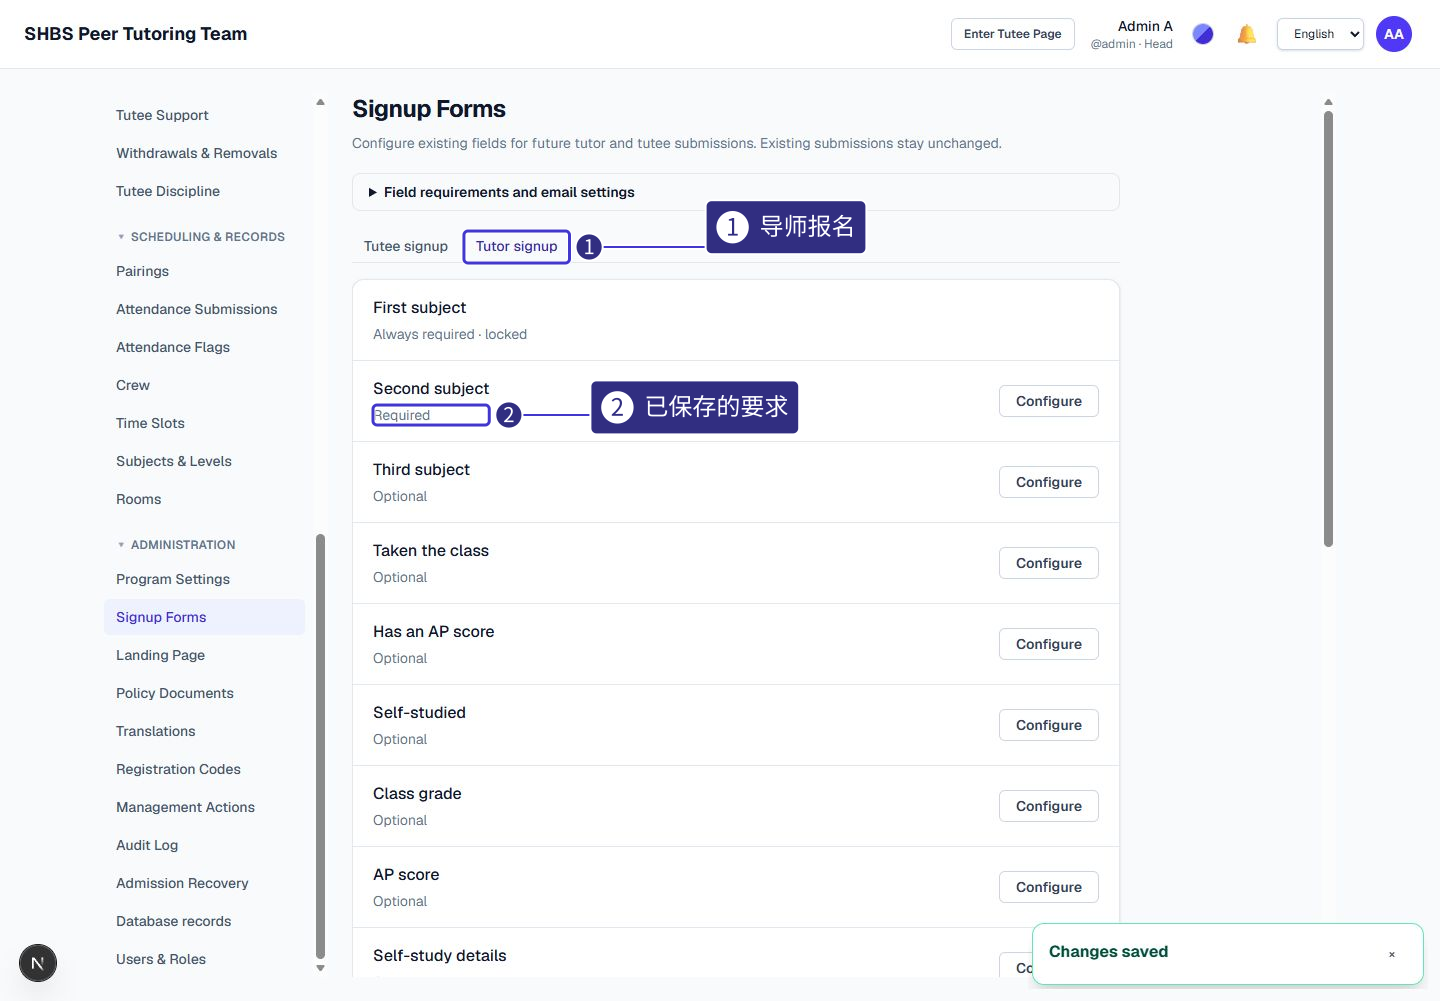 SHBS Peer Tutoring Team
Enter Tutee Page
Admin A
@admin · Head
English
AA
Tutee Support
Withdrawals & Removals
Tutee Discipline
SCHEDULING & RECORDS
Pairings
Attendance Submissions
Attendance Flags
Crew
Time Slots
Subjects & Levels
Rooms
ADMINISTRATION
Program Settings
Signup Forms
Landing Page
Policy Documents
Translations
Registration Codes
Management Actions
Audit Log
Admission Recovery
Database records
Users & Roles
N
Signup Forms
Configure existing fields for future tutor and tutee submissions. Existing submissions stay unchanged.
Field requirements and email settings
Tutee signup
Tutor signup
1
1 导师报名
First subject
Always required · locked
Second subject
Required
2
2 已保存的要求
Configure
Third subject
Optional
Configure
Taken the class
Optional
Configure
Has an AP score
Optional
Configure
Self-studied
Optional
Configure
Class grade
Optional
Configure
AP score
Optional
Configure
Self-study details
Co
Changes saved
×